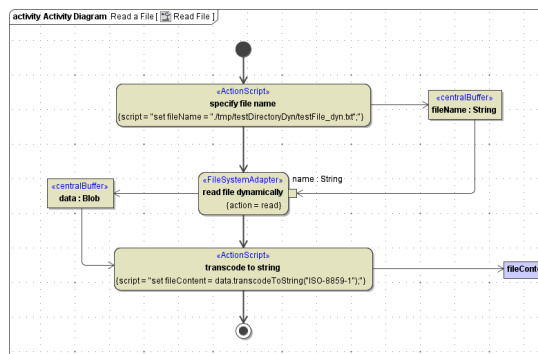 activity Activity Diagram Read a File [ Read File ]
«ActionScript»
specify file name
{script = "set fileName = "./tmp/testDirectoryDyn/testFile_dyn.txt";"}
«centralBuffer»
fileName : String
«FileSystemAdapter»
read file dynamically
{action = read}
name : String
«centralBuffer»
data : Blob
«ActionScript»
transcode to string
{script = "set fileContent = data.transcodeToString("ISO-8859-1");"}
fileCont